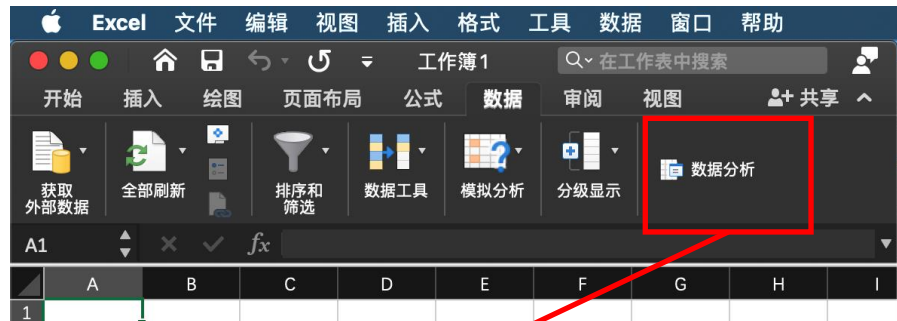 Excel 文件 编辑 视图 插入 格式 工具 数据 窗口 帮助
工作簿1 在工作表中搜索
开始 插入 绘图 页面布局 公式 数据 审阅 视图 共享
获取 全部刷新 排序和 数据工具 模拟分析 分级显示 数据分析
外部数据 筛选
A1 fx
A B C D E F G H I
1